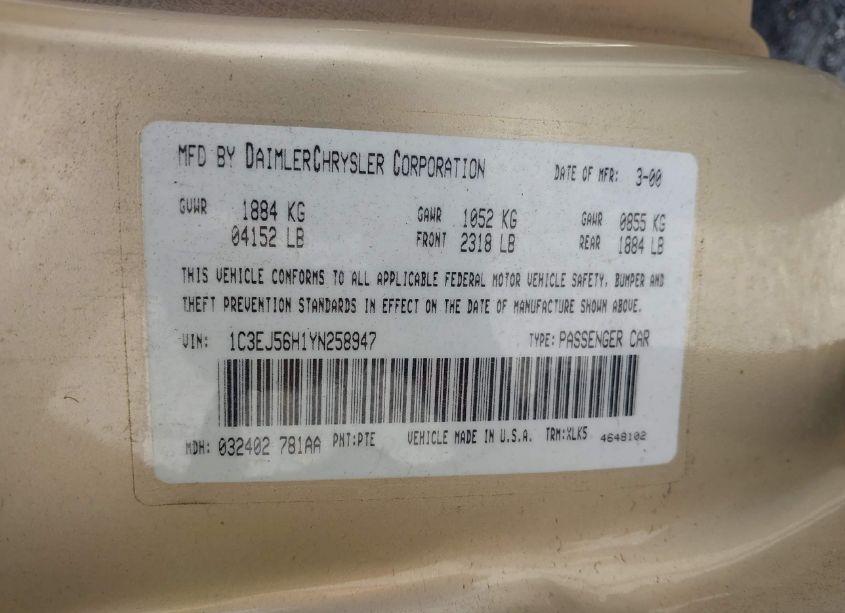 MFD BY DAIMLERCHRYSLER CORPORATION DATE OF MFR: 3-00
GVWR 1884 KG GAWR 1052 KG GAWR 0855 KG
04152 LB FRONT 2318 LB REAR 1884 LB
THIS VEHICLE CONFORMS TO ALL APPLICABLE FEDERAL MOTOR VEHICLE SAFETY, BUMPER AND
THEFT PREVENTION STANDARDS IN EFFECT ON THE DATE OF MANUFACTURE SHOWN ABOVE.
VIN: 1C3EJ56H1YN258947 TYPE: PASSENGER CAR
MDH: 032402 781AA PNT:PTE VEHICLE MADE IN U.S.A. TRM:XLK5 4648102